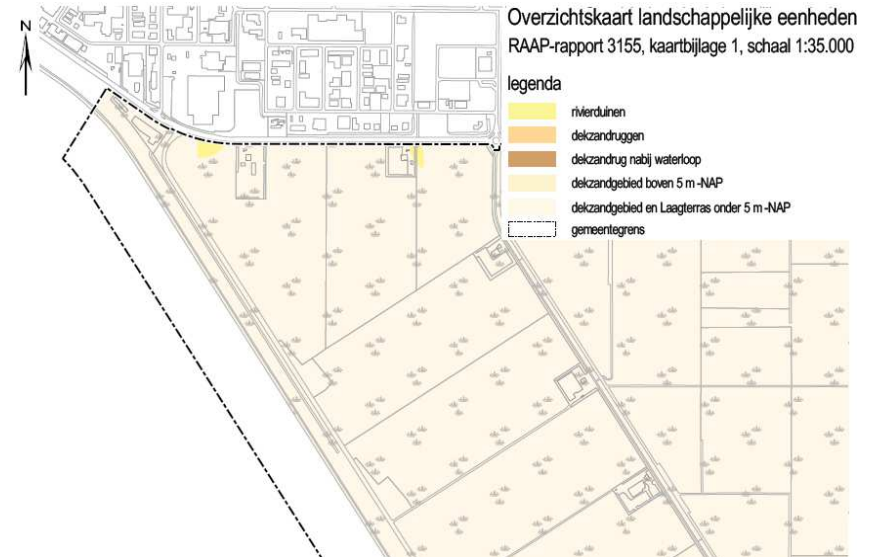 N
Overzichtskaart landschappelijke eenheden
RAAP-rapport 3155, kaartbijlage 1, schaal 1:35.000
legenda
rivierduinen
dekzandruggen
dekzandrug nabij waterloop
dekzandgebied boven 5 m -NAP
dekzandgebied en Laagterras onder 5 m -NAP
gemeentegrens